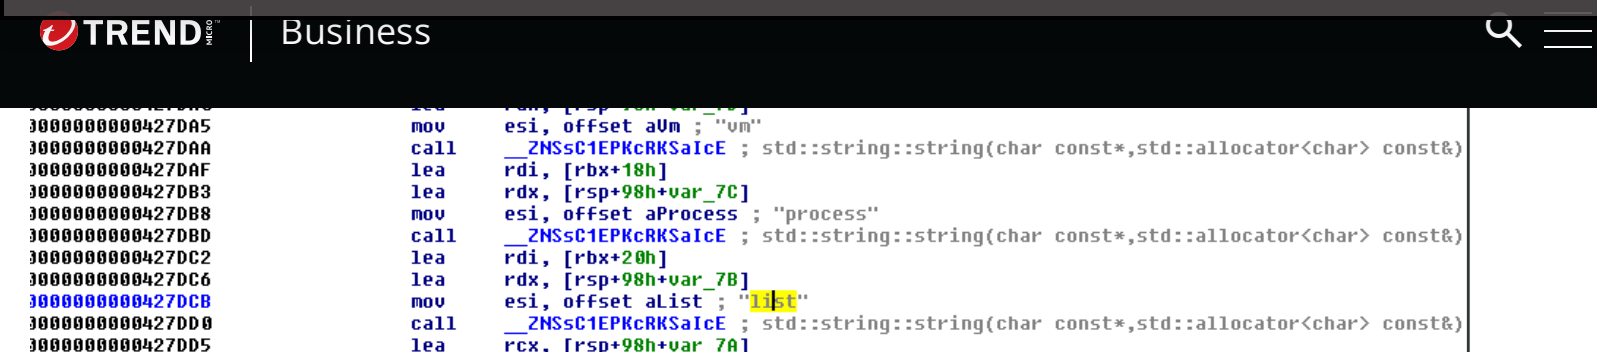 TREND MICRO Business
0000000000427DA5 mov esi, offset aVm ; "vm"
0000000000427DAA call __ZNSsC1EPKcRKSaIcE ; std::string::string(char const*,std::allocator<char> const&)
0000000000427DAF lea rdi, [rbx+18h]
0000000000427DB3 lea rdx, [rsp+98h+var_7C]
0000000000427DB8 mov esi, offset aProcess ; "process"
0000000000427DBD call __ZNSsC1EPKcRKSaIcE ; std::string::string(char const*,std::allocator<char> const&)
0000000000427DC2 lea rdi, [rbx+20h]
0000000000427DC6 lea rdx, [rsp+98h+var_7B]
0000000000427DCB mov esi, offset aList ; "list"
0000000000427DD0 call __ZNSsC1EPKcRKSaIcE ; std::string::string(char const*,std::allocator<char> const&)
0000000000427DD5 lea rcx, [rsp+98h+var_7A]